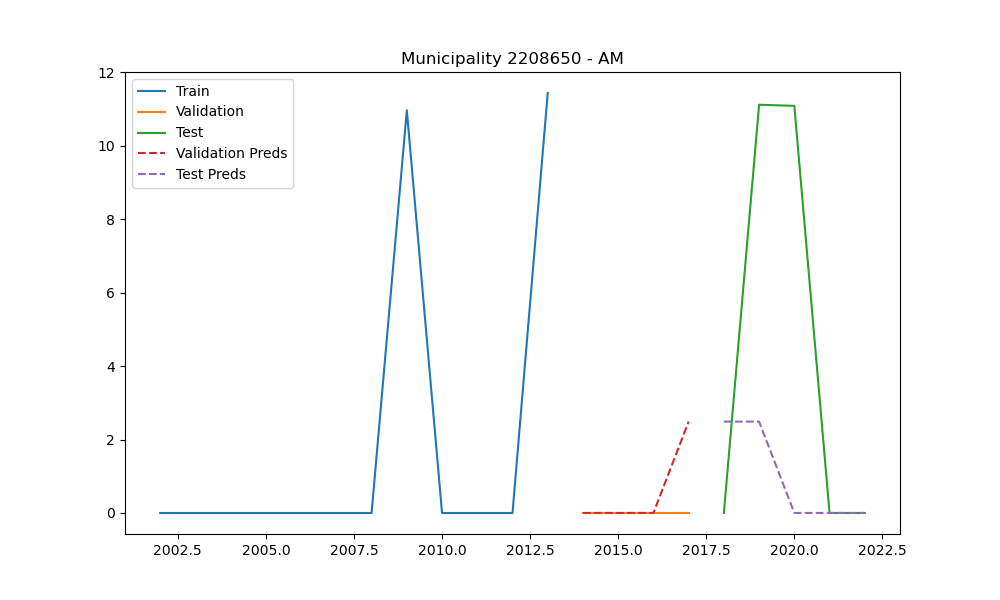 Municipality 2208650 - AM
12
10
8
6
4
2
0
Train
Validation
Test
Validation Preds
Test Preds
2002.5 2005.0 2007.5 2010.0 2012.5 2015.0 2017.5 2020.0 2022.5